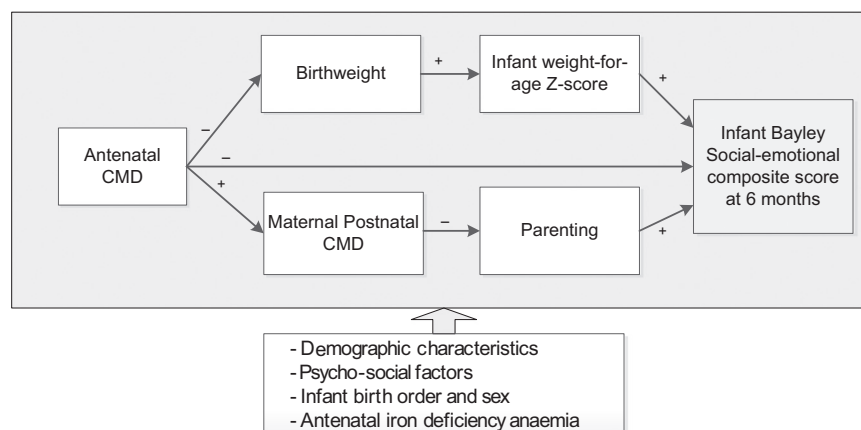 Birthweight
+
Infant weight-for-
age Z-score
+
–
Antenatal
CMD
–
Infant Bayley
Social-emotional
composite score
at 6 months
+
Maternal Postnatal
CMD
–
Parenting
+
- Demographic characteristics
- Psycho-social factors
- Infant birth order and sex
- Antenatal iron deficiency anaemia